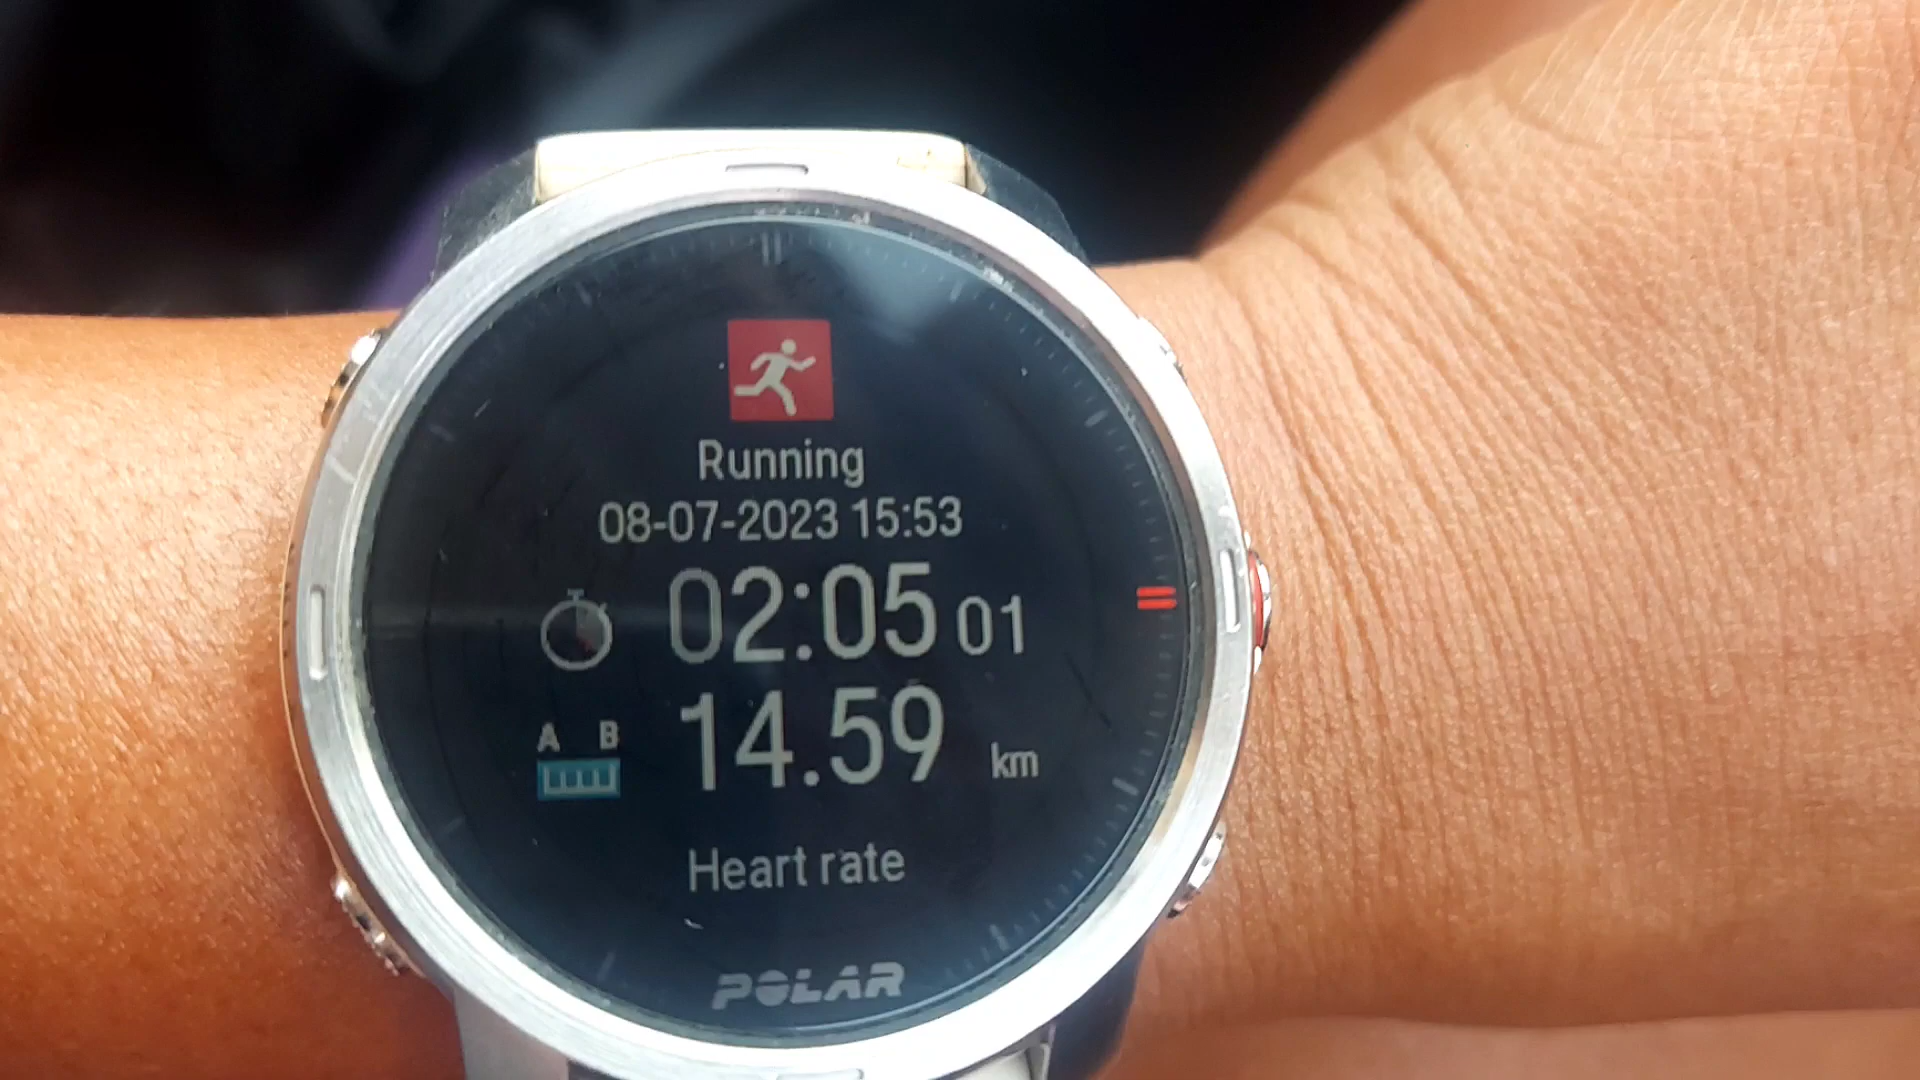 Running
08-07-2023 15:53
02:05 01
A B
14.59 km
Heart rate
POLAR